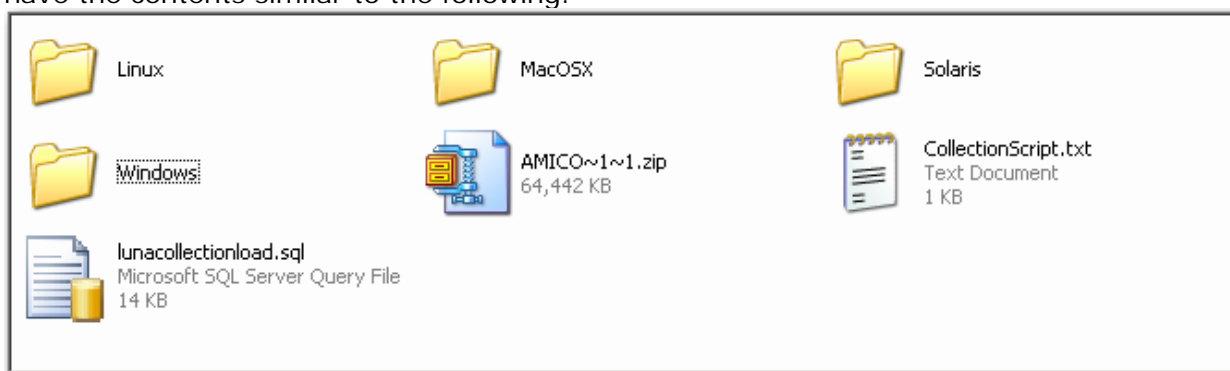 have the contents similar to the following:
Linux
MacOSX
Solaris
Windows
AMICO~1~1.zip
64,442 KB
CollectionScript.txt
Text Document
1 KB
lunacollectionload.sql
Microsoft SQL Server Query File
14 KB